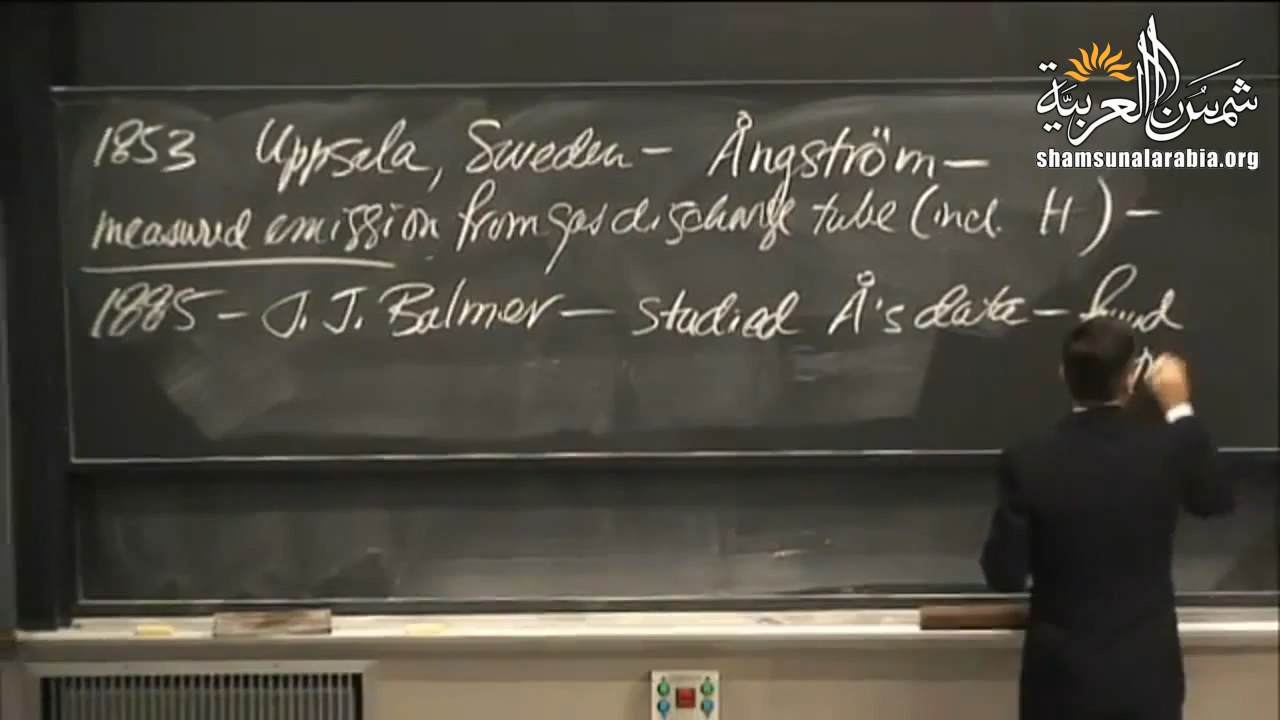 شمس العربية
shamsunalarabia.org
1853 Uppsala, Sweden – Ångström –
measured emission from gas discharge tube (incl. H) –
1885 – J. J. Balmer – studied Å's data – found